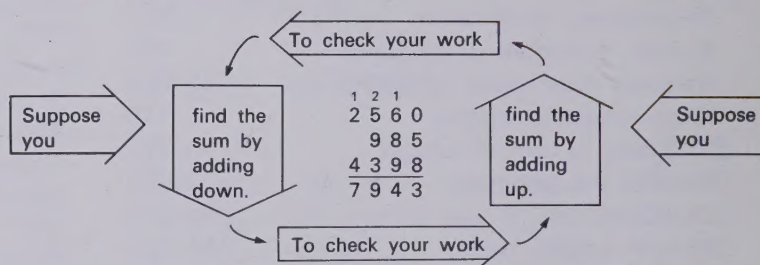 To check your work
Suppose
you
find the
sum by
adding
down.
1 2 1
2 5 6 0
9 8 5
4 3 9 8
7 9 4 3
find the
sum by
adding
up.
Suppose
you
To check your work